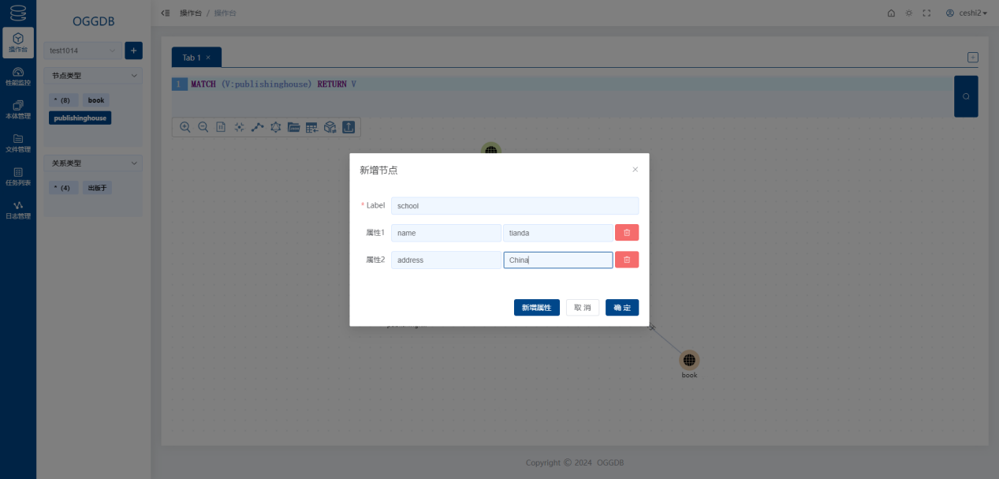 OGGDB
操作台 / 操作台
ceshi2
操作台
性能监控
本体管理
文件管理
任务列表
日志管理
test1014
+
节点类型
* (8) book
publishinghouse
关系类型
* (4) 出版于
Tab 1 ×
1 MATCH (V:publishinghouse) RETURN V
新增节点
* Label school
属性1 name tianda
属性2 address China
新增属性 取 消 确 定
book
Copyright © 2024 OGGDB